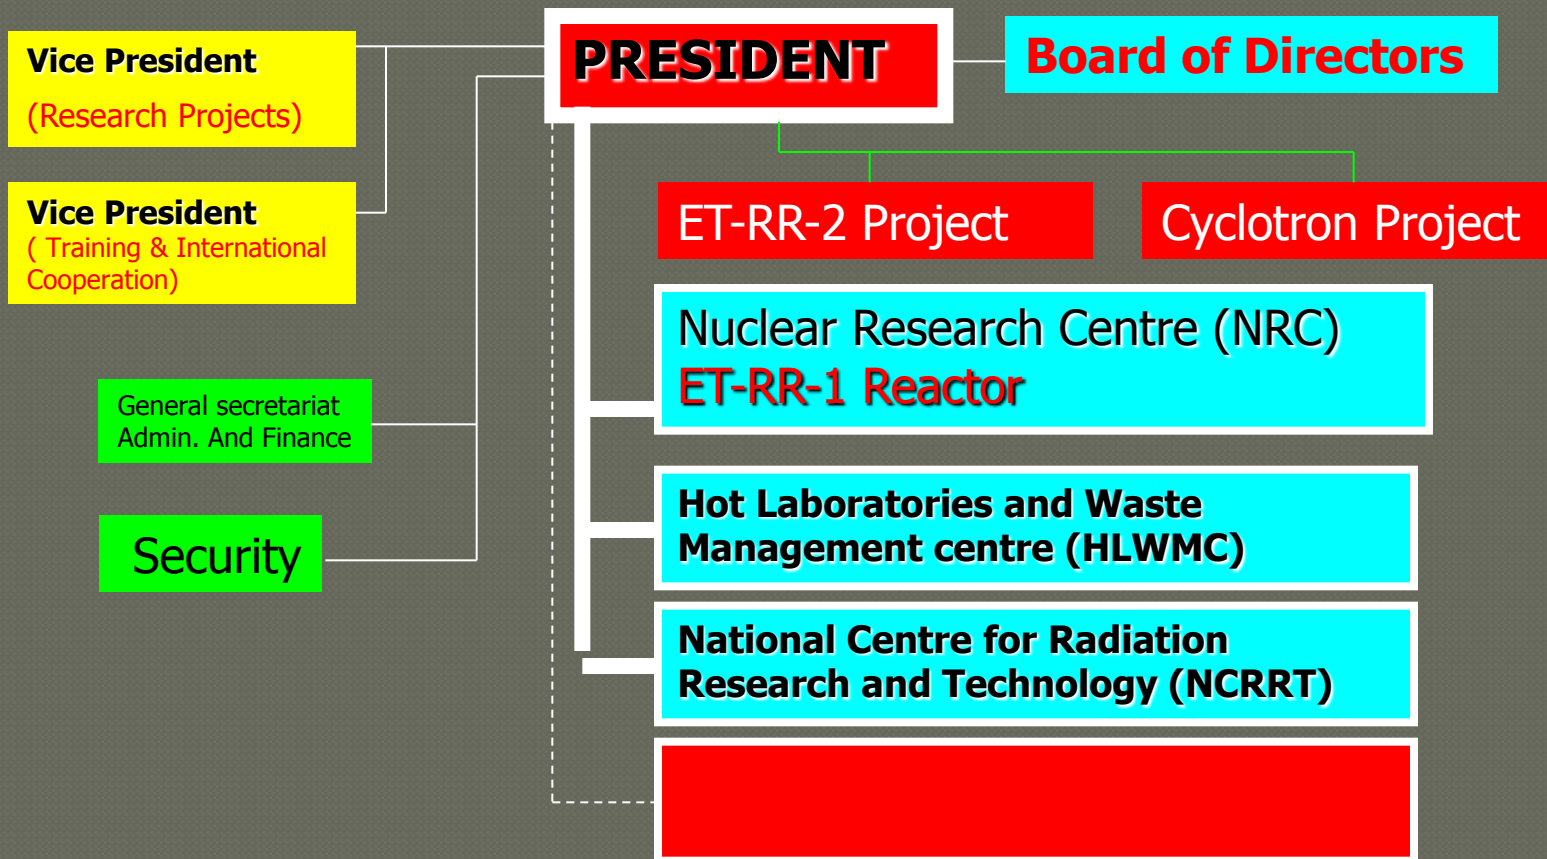 PRESIDENT
Board of Directors
Vice President
(Research Projects)
Vice President
( Training & International
Cooperation)
ET-RR-2 Project
Cyclotron Project
Nuclear Research Centre (NRC)
ET-RR-1 Reactor
General secretariat
Admin. And Finance
Hot Laboratories and Waste
Management centre (HLWMC)
Security
National Centre for Radiation
Research and Technology (NCRRT)